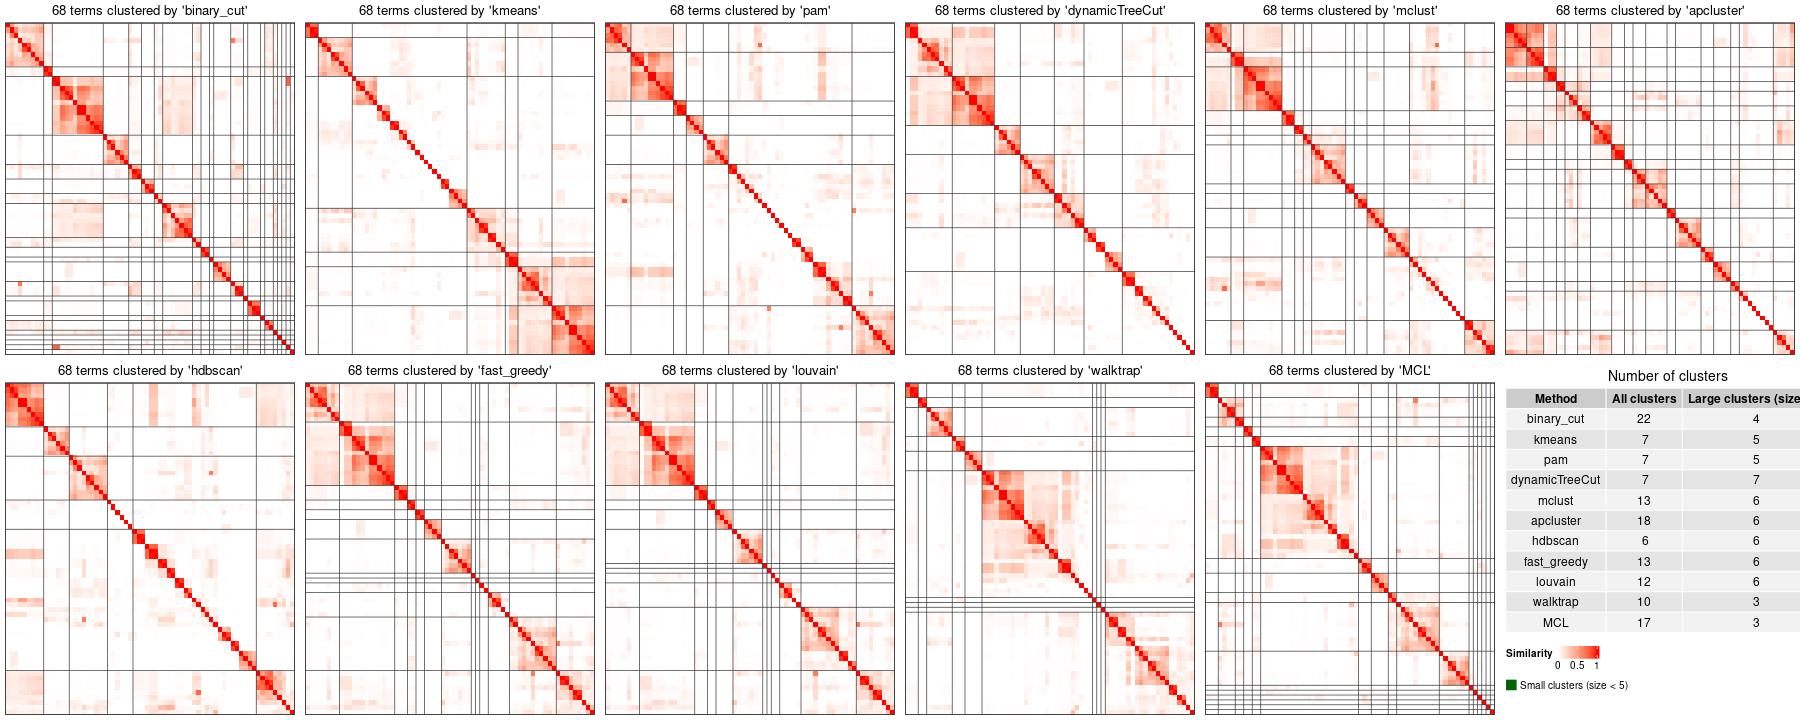 68 terms clustered by 'binary_cut'
68 terms clustered by 'kmeans'
68 terms clustered by 'pam'
68 terms clustered by 'dynamicTreeCut'
68 terms clustered by 'mclust'
68 terms clustered by 'apcluster'
68 terms clustered by 'hdbscan'
68 terms clustered by 'fast_greedy'
68 terms clustered by 'louvain'
68 terms clustered by 'walktrap'
68 terms clustered by 'MCL'
Number of clusters
Method All clusters Large clusters (size
binary_cut 22 4
kmeans 7 5
pam 7 5
dynamicTreeCut 7 7
mclust 13 6
apcluster 18 6
hdbscan 6 6
fast_greedy 13 6
louvain 12 6
walktrap 10 3
MCL 17 3
Similarity
0 0.5 1
Small clusters (size < 5)